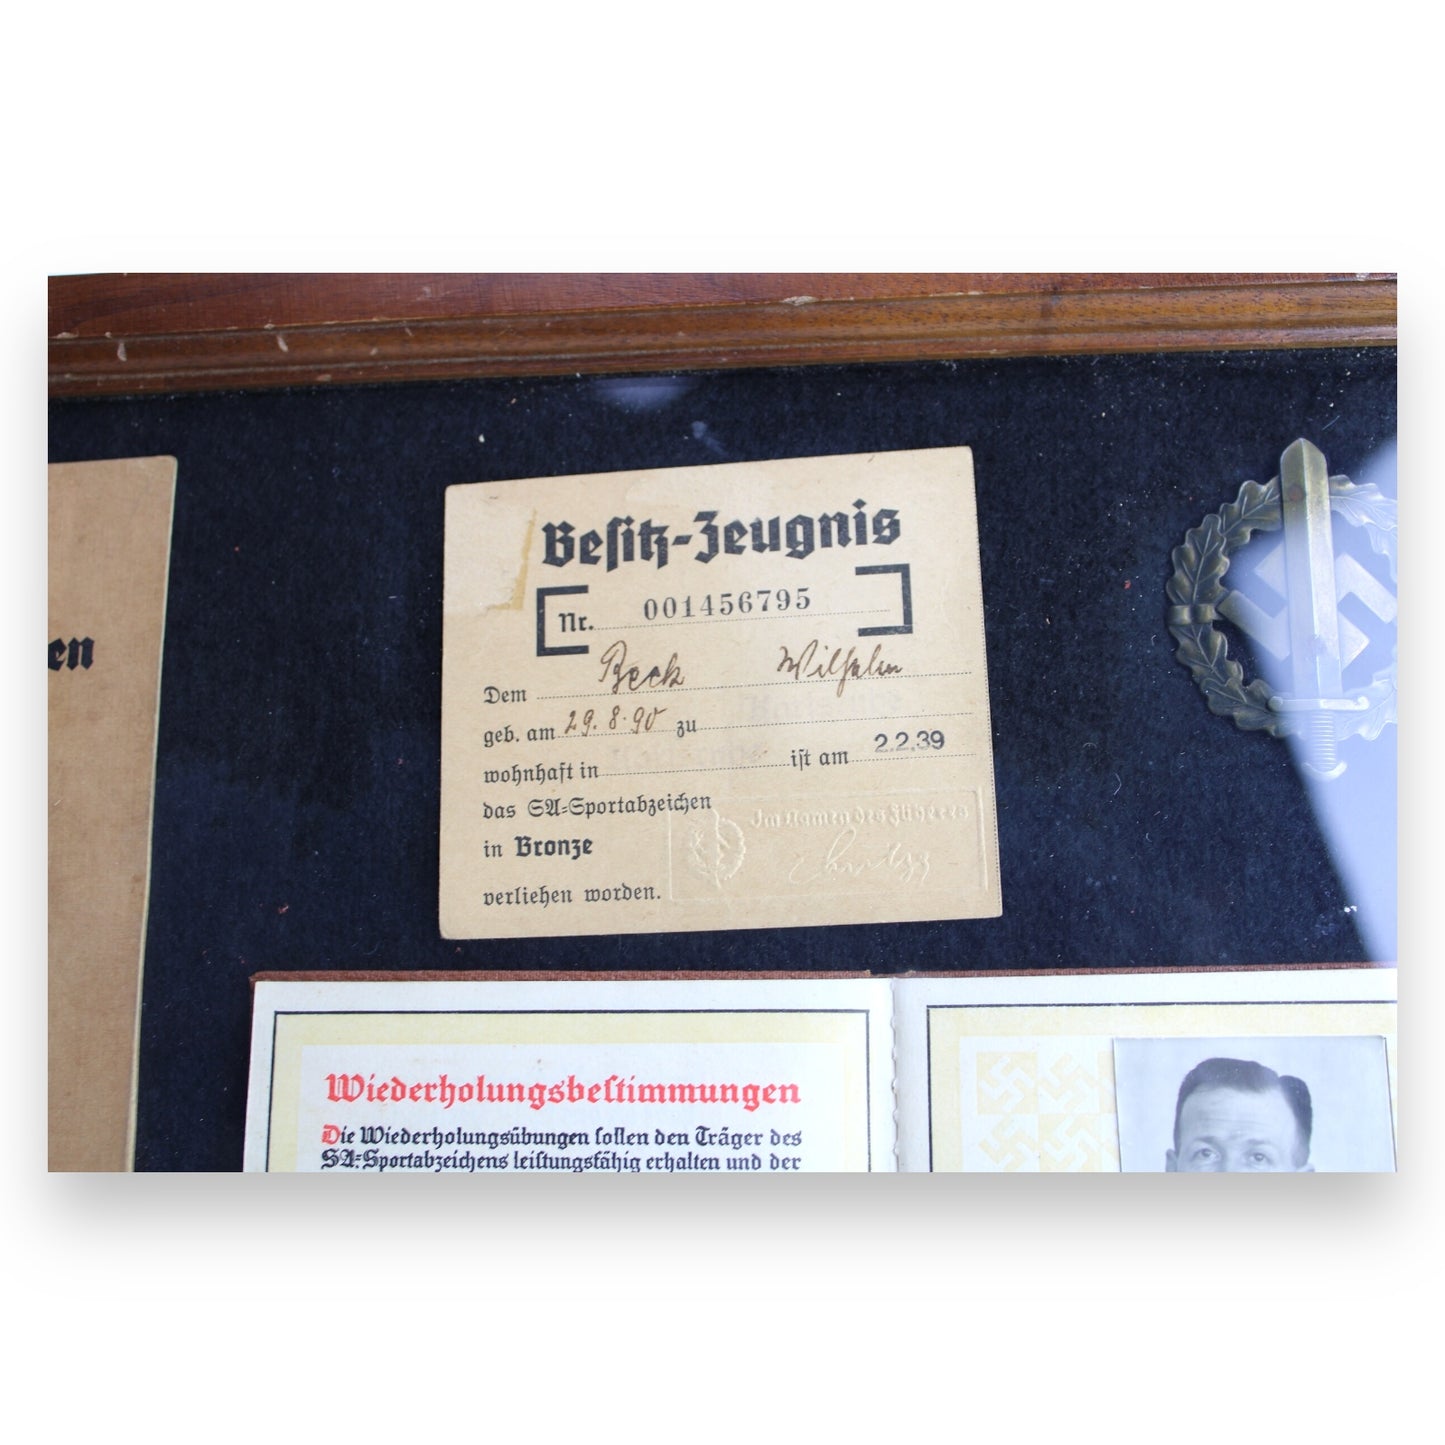 en
Besitz-Zeugnis
Nr. 001456795
Dem Beck Wilhelm
geb. am 29.8.90 zu
wohnhaft in ist am 2.2.39
das SA-Sportabzeichen
in Bronze
verliehen worden.
Im Namen des Führers
Wiederholungsbestimmungen
Die Wiederholungsübungen sollen den Träger des
SA-Sportabzeichens leistungsfähig erhalten und der